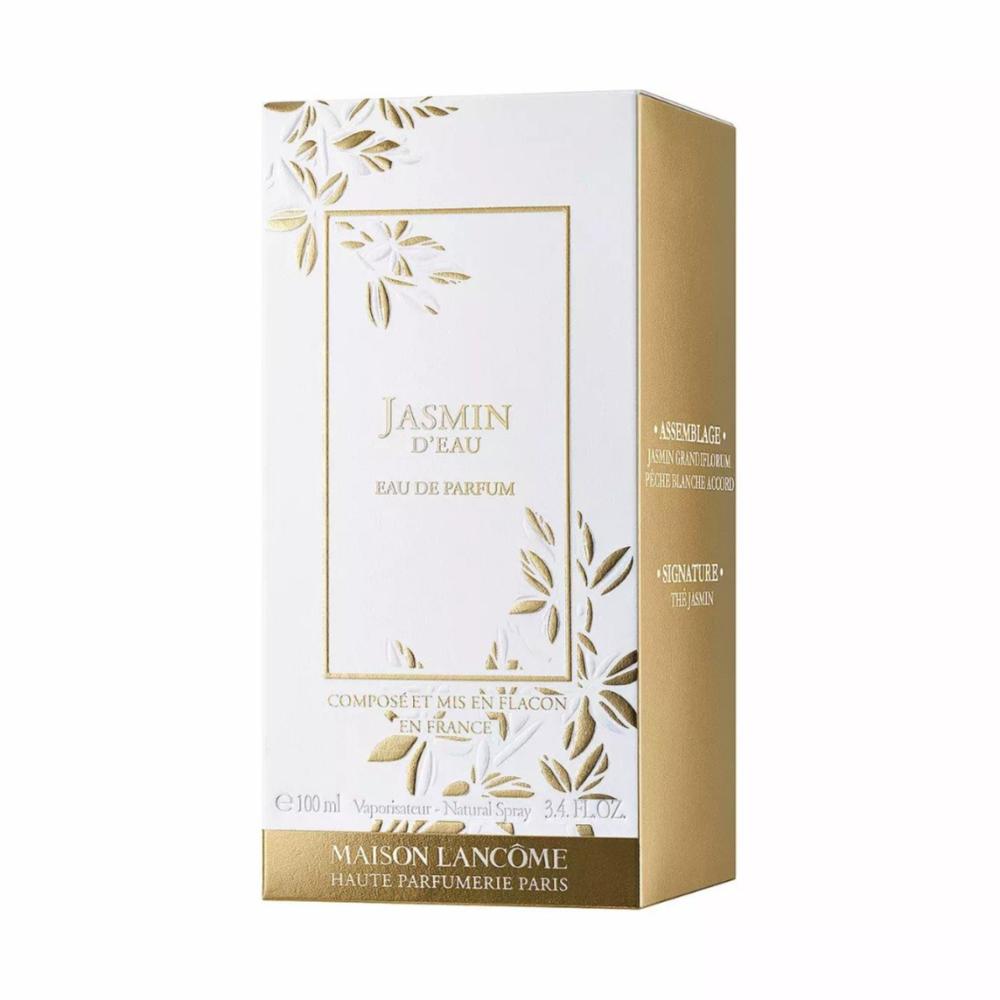 JASMIN
D'EAU
EAU DE PARFUM
COMPOSÉ ET MIS EN FLACON
EN FRANCE
℮ 100 ml Vaporisateur - Natural Spray 3.4. FL.OZ.
MAISON LANCÔME
HAUTE PARFUMERIE PARIS
• ASSEMBLAGE •
JASMIN GRANDIFLORUM
PÊCHE BLANCHE ACCORD
• SIGNATURE •
THÉ JASMIN